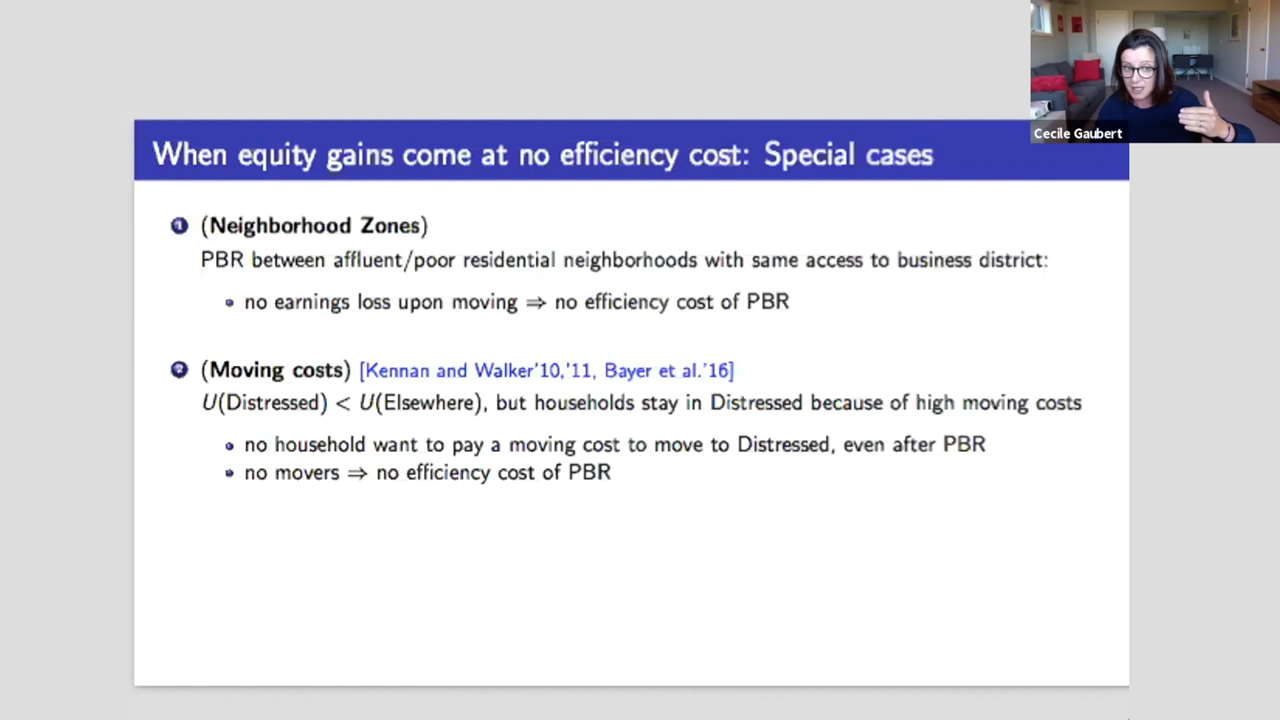 Cecile Gaubert
When equity gains come at no efficiency cost: Special cases
1 (Neighborhood Zones)
PBR between affluent/poor residential neighborhoods with same access to business district:
• no earnings loss upon moving ⇒ no efficiency cost of PBR
2 (Moving costs) [Kennan and Walker'10,'11, Bayer et al.'16]
U(Distressed) < U(Elsewhere), but households stay in Distressed because of high moving costs
• no household want to pay a moving cost to move to Distressed, even after PBR
• no movers ⇒ no efficiency cost of PBR